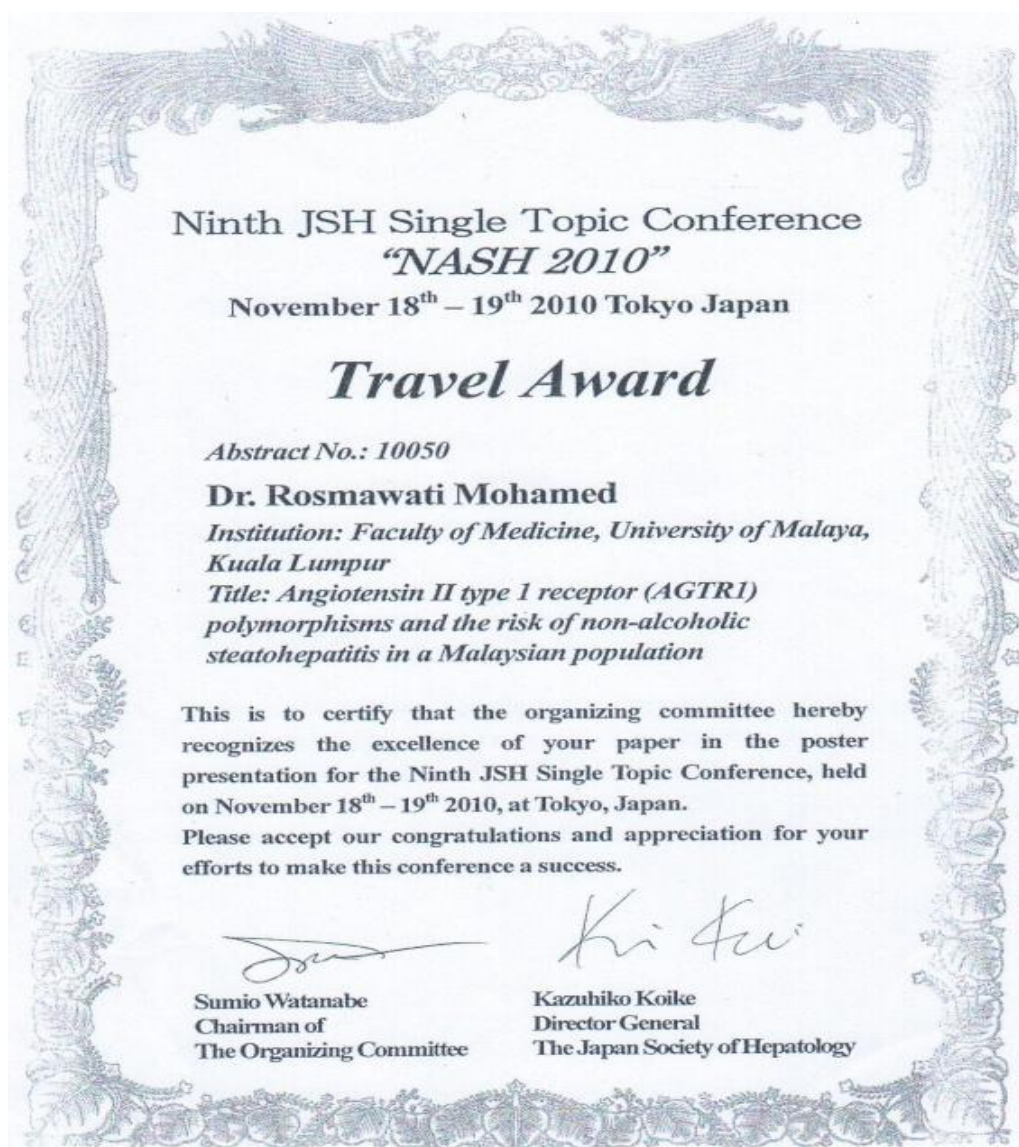 Ninth JSH Single Topic Conference
"NASH 2010"
November 18th – 19th 2010 Tokyo Japan
Travel Award
Abstract No.: 10050
Dr. Rosmawati Mohamed
Institution: Faculty of Medicine, University of Malaya,
Kuala Lumpur
Title: Angiotensin II type 1 receptor (AGTR1)
polymorphisms and the risk of non-alcoholic
steatohepatitis in a Malaysian population
This is to certify that the organizing committee hereby
recognizes the excellence of your paper in the poster
presentation for the Ninth JSH Single Topic Conference, held
on November 18th – 19th 2010, at Tokyo, Japan.
Please accept our congratulations and appreciation for your
efforts to make this conference a success.
Sumio Watanabe
Chairman of
The Organizing Committee
Kazuhiko Koike
Director General
The Japan Society of Hepatology